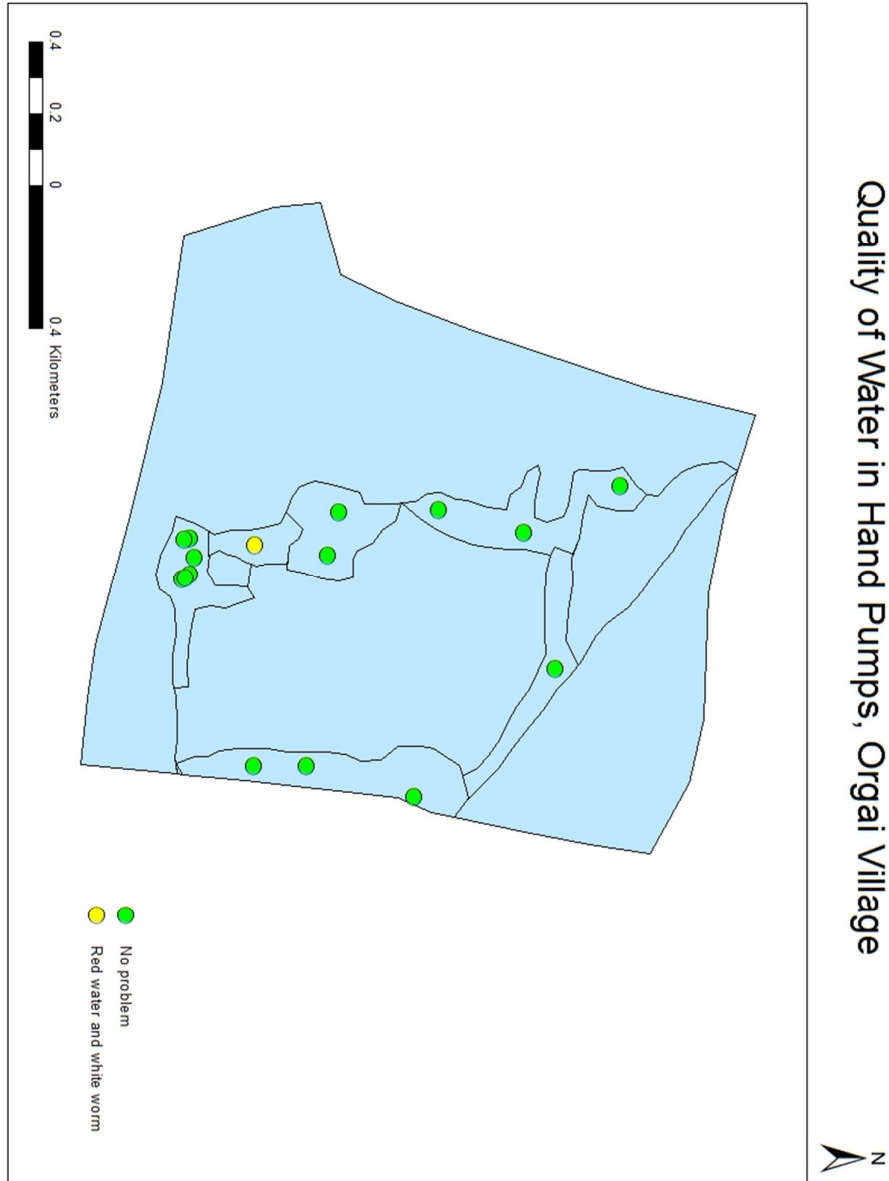 Quality of Water in Hand Pumps, Orgai Village
N
No problem
Red water and white worm
0.4 0.2 0 0.4 Kilometers